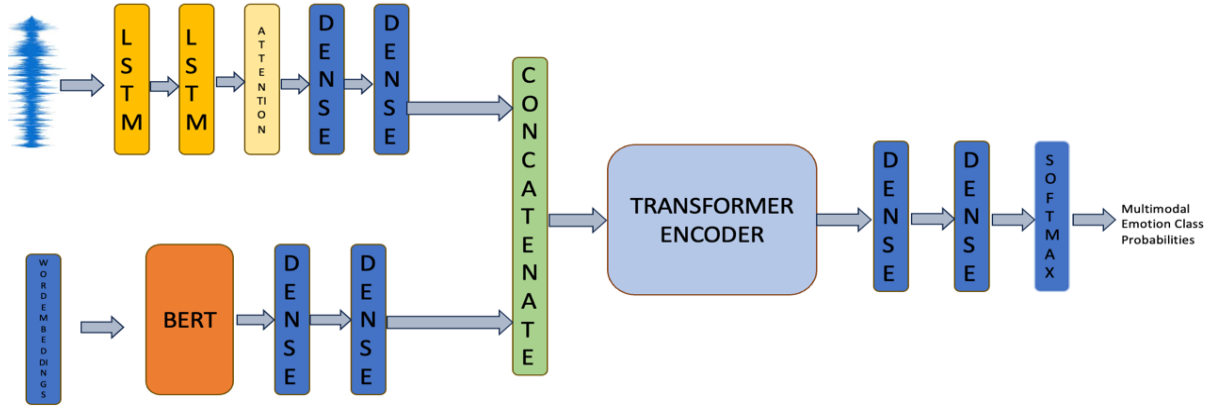 LSTM
LSTM
ATTENTION
DENSE
DENSE
CONCATENATE
WORDEMBEDDINGS
BERT
DENSE
DENSE
TRANSFORMER
ENCODER
DENSE
DENSE
SOFTMAX
Multimodal
Emotion Class
Probabilities